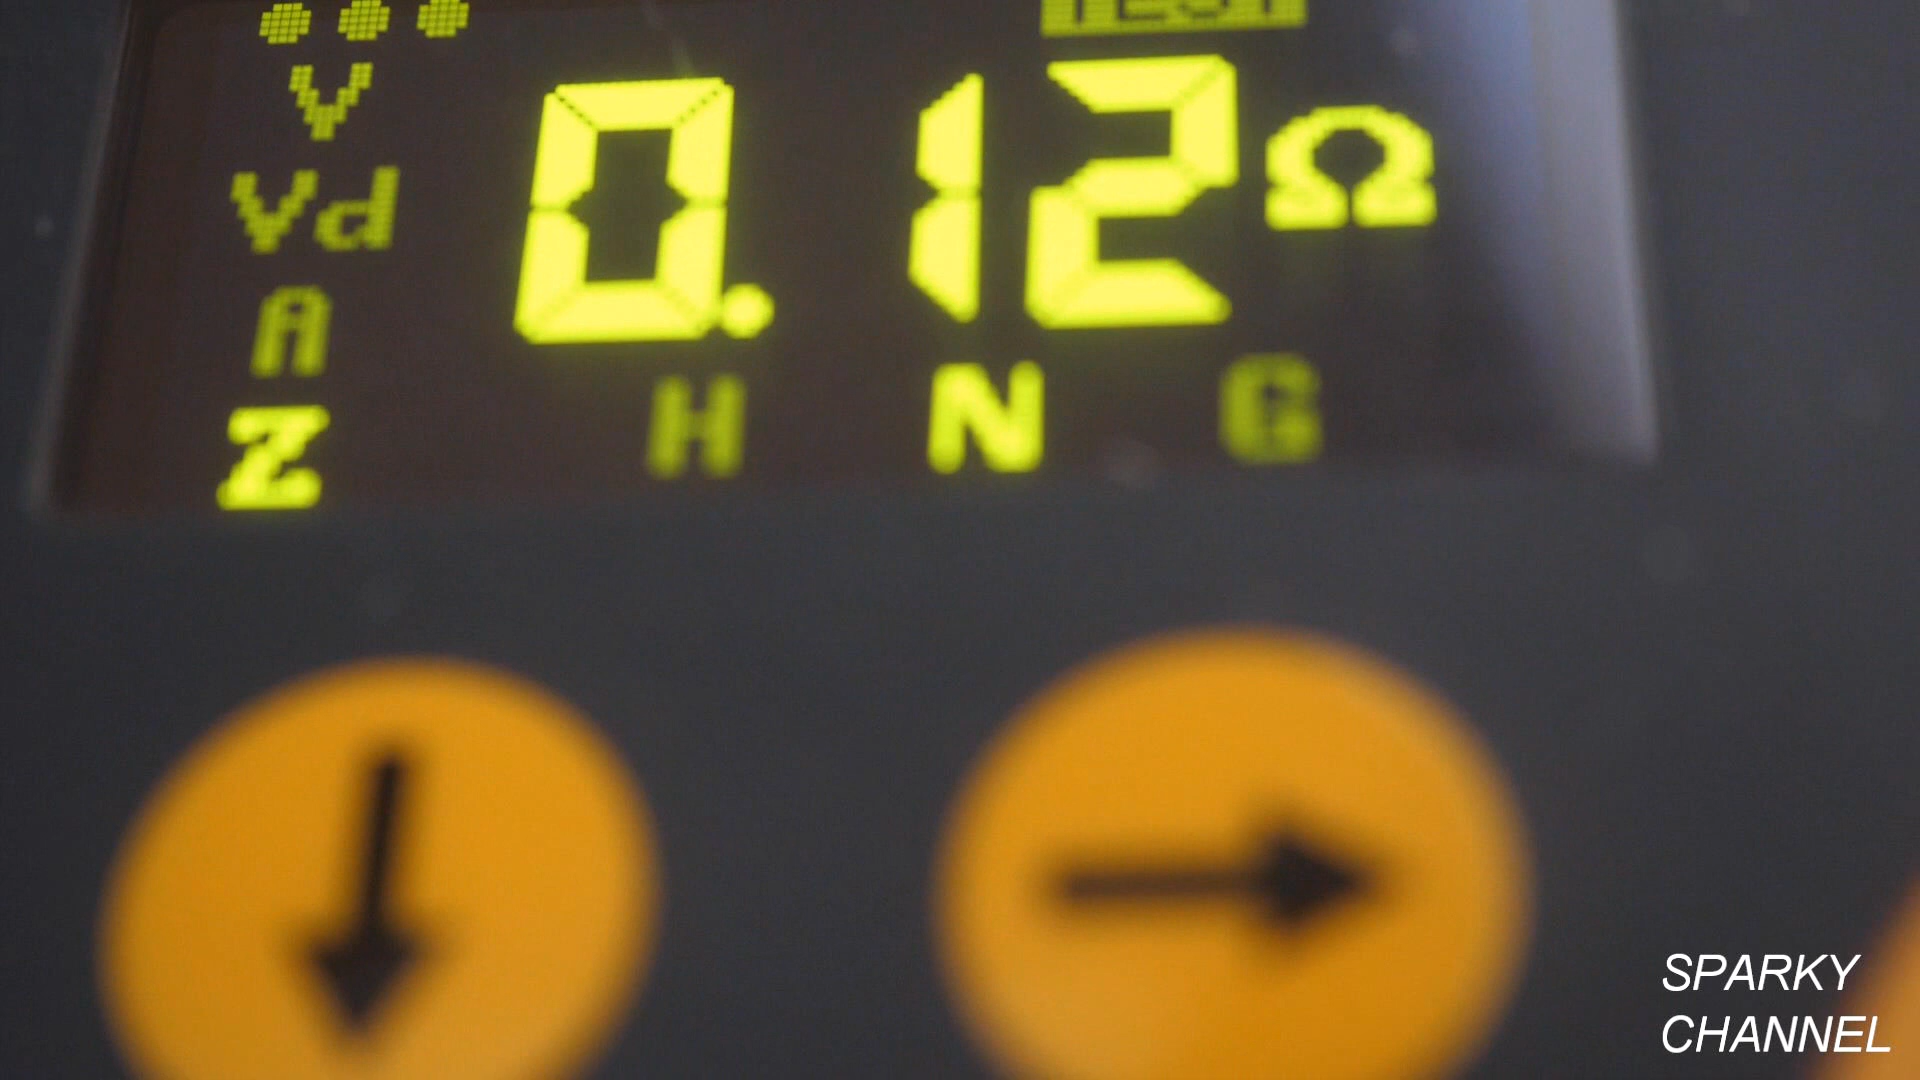 V
0.12Ω
Vd
A
Z H N G
SPARKY
CHANNEL